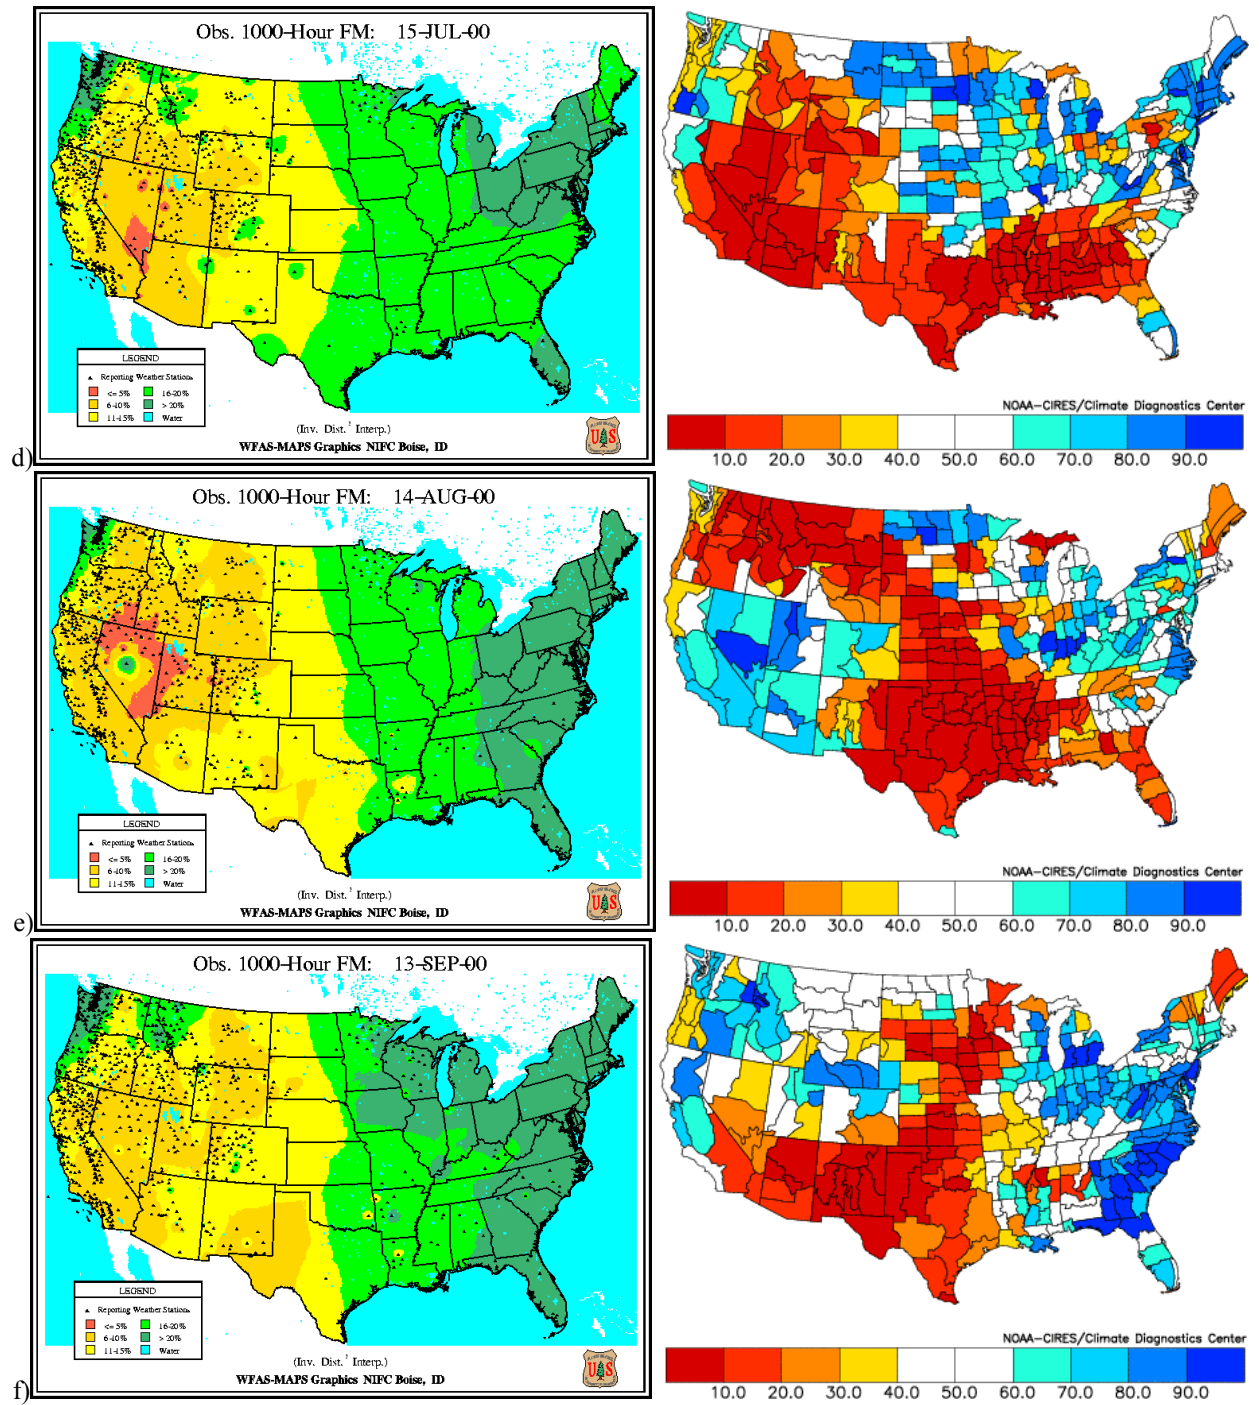 Obs. 1000-Hour FM: 15-JUL-00
LEGEND
Reporting Weather Stations
<= 5% 16-20%
6-10% > 20%
11-15% Water
(Inv. Dist.² Interp.)
WFAS-MAPS Graphics NIFC Boise, ID
US
d)
NOAA-CIRES/Climate Diagnostics Center
10.0 20.0 30.0 40.0 50.0 60.0 70.0 80.0 90.0
Obs. 1000-Hour FM: 14-AUG-00
LEGEND
Reporting Weather Stations
<= 5% 16-20%
6-10% > 20%
11-15% Water
(Inv. Dist.² Interp.)
WFAS-MAPS Graphics NIFC Boise, ID
US
e)
NOAA-CIRES/Climate Diagnostics Center
10.0 20.0 30.0 40.0 50.0 60.0 70.0 80.0 90.0
Obs. 1000-Hour FM: 13-SEP-00
LEGEND
Reporting Weather Stations
<= 5% 16-20%
6-10% > 20%
11-15% Water
(Inv. Dist.² Interp.)
WFAS-MAPS Graphics NIFC Boise, ID
US
f)
NOAA-CIRES/Climate Diagnostics Center
10.0 20.0 30.0 40.0 50.0 60.0 70.0 80.0 90.0